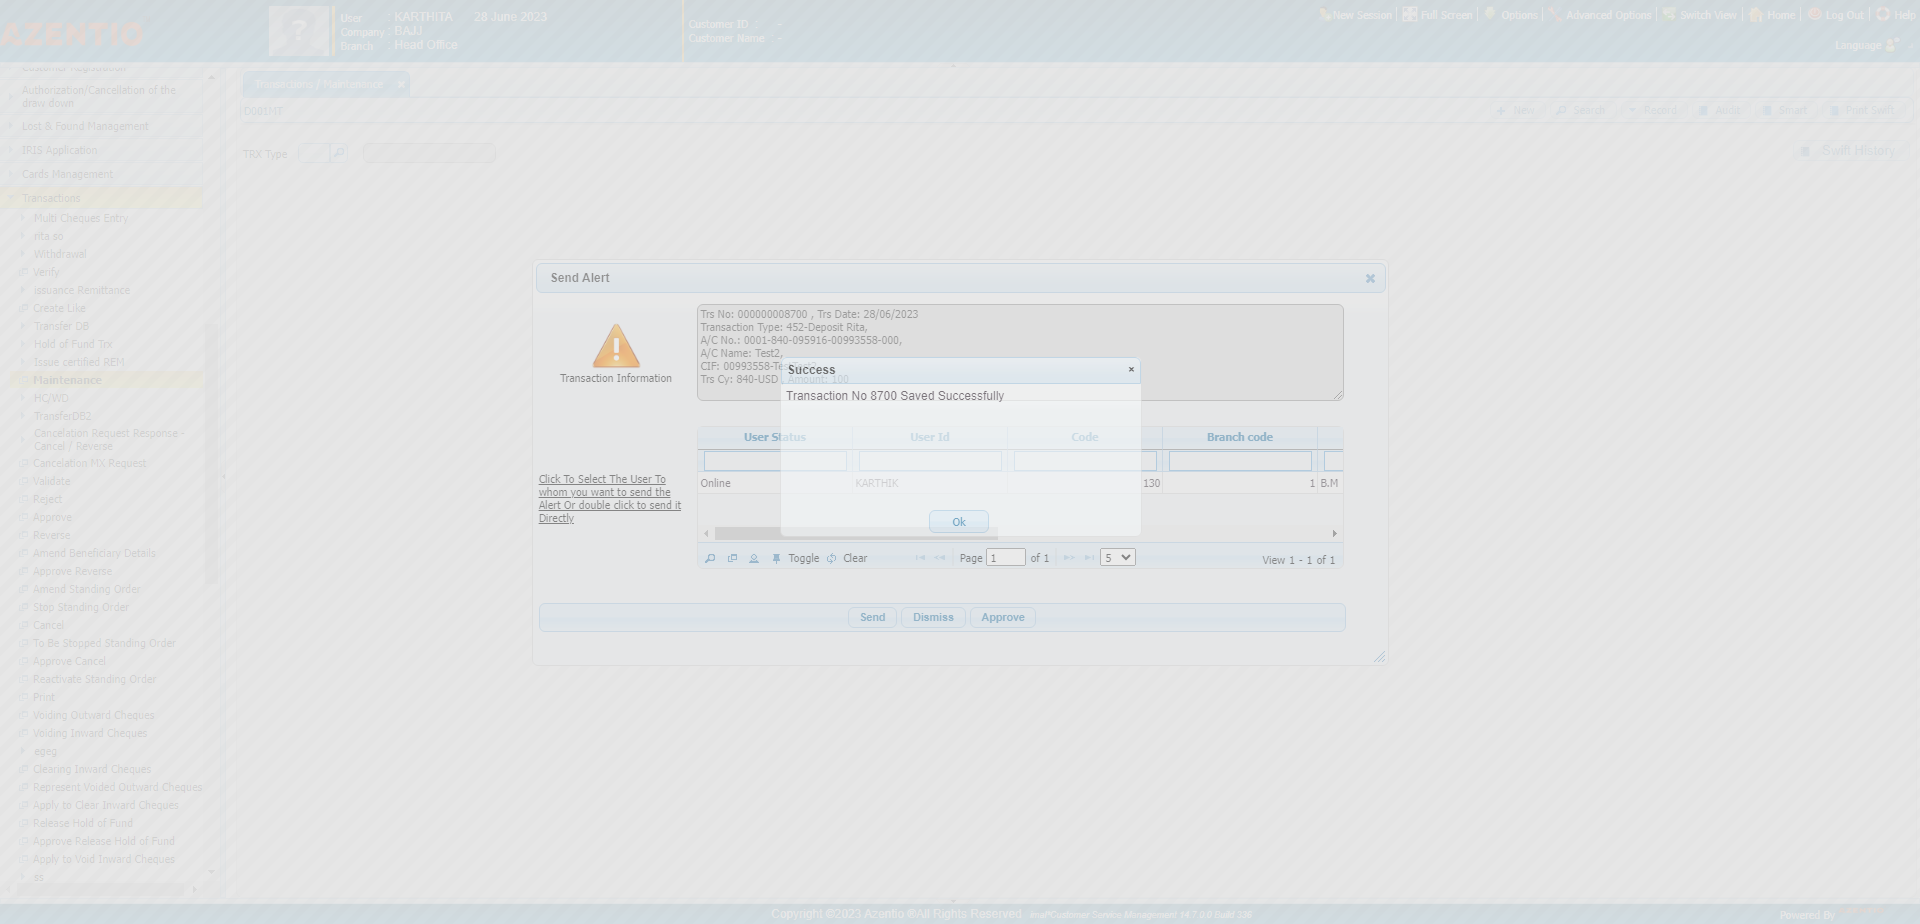 AZENTIO
User : KARTHITA 28 June 2023
Company : BAJJ
Branch : Head Office
Customer ID : -
Customer Name: -
New Session
Full Screen
Options
Advanced Options
Switch View
Home
Log Out
Help
Language
Customer Registration
Authorization/Cancellation of the
draw down
Lost & Found Management
IRIS Application
Cards Management
Transactions
Multi Cheques Entry
rita so
Withdrawal
Verify
issuance Remittance
Create Like
Transfer DB
Hold of Fund Trx
Issue certified REM
Maintenance
HC/WO
TransferDB2
Cancelation Request Response -
Cancel / Reverse
Cancelation MX Request
Validate
Reject
Approve
Reverse
Amend Beneficiary Details
Approve Reverse
Amend Standing Order
Stop Standing Order
Cancel
To Be Stopped Standing Order
Approve Cancel
Reactivate Standing Order
Print
Voiding Outward Cheques
Voiding Inward Cheques
egeg
Clearing Inward Cheques
Represent Voided Outward Cheques
Apply to Clear Inward Cheques
Release Hold of Fund
Approve Release Hold of Fund
Apply to Void Inward Cheques
ss
Transactions / Maintenance
D001MT
New
Search
Record
Audit
Smart
Print Swift
TRX Type
Swift History
Send Alert
Transaction Information
Trs No: 000000008700 , Trs Date: 28/06/2023
Transaction Type: 452-Deposit Rita,
A/C No.: 0001-840-095916-00993558-000,
A/C Name: Test2,
CIF: 00993558-Test
Trs Cy: 840-USD , Amount: 100
Success
Transaction No 8700 Saved Successfully
Ok
Click To Select The User To
whom you want to send the
Alert Or double click to send it
Directly
User Status User Id Code Branch code
Online KARTHIK 130 1 B.M
Toggle Clear Page 1 of 1 5 View 1 - 1 of 1
Send Dismiss Approve
Copyright ©2023 Azentio ®All Rights Reserved
Powered By